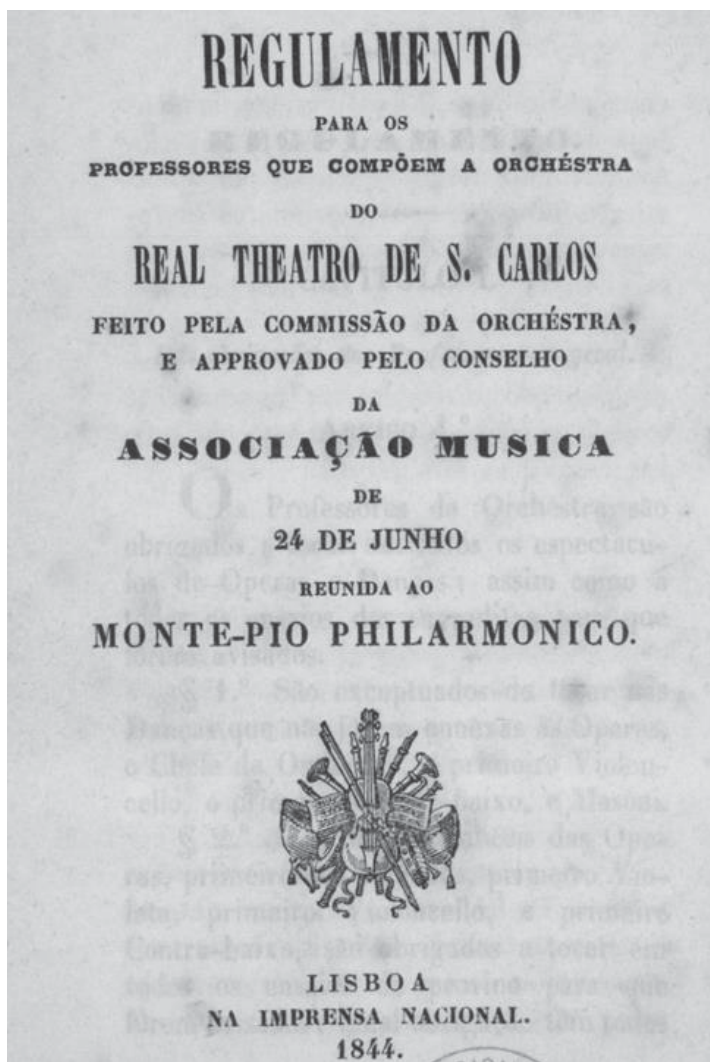 REGULAMENTO
PARA OS
PROFESSORES QUE COMPÕEM A ORCHÉSTRA
DO
REAL THEATRO DE S. CARLOS
FEITO PELA COMMISSÃO DA ORCHÉSTRA,
E APPROVADO PELO CONSELHO
DA
ASSOCIAÇÃO MUSICA
DE
24 DE JUNHO
REUNIDA AO
MONTE-PIO PHILARMONICO.
LISBOA
NA IMPRENSA NACIONAL.
1844.